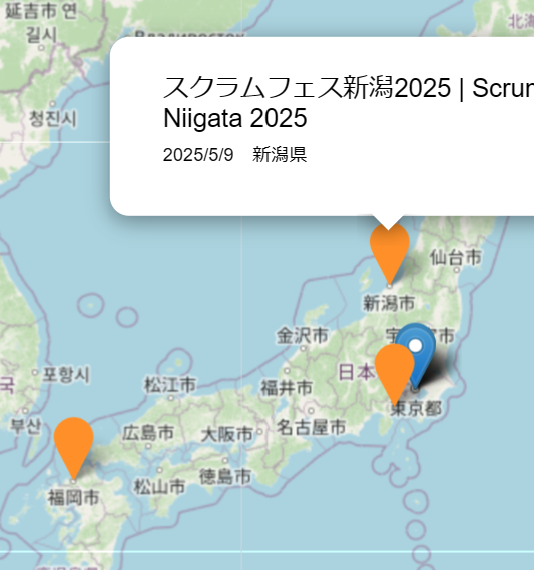 延吉市 연
길시
Владивосток
청진시
スクラムフェス新潟2025 | Scrum
Niigata 2025
2025/5/9 新潟県
仙台市
新潟市
金沢市
日本
포항시
松江市
福井市
東京都
부산
広島市
大阪市
名古屋市
徳島市
松山市
福岡市